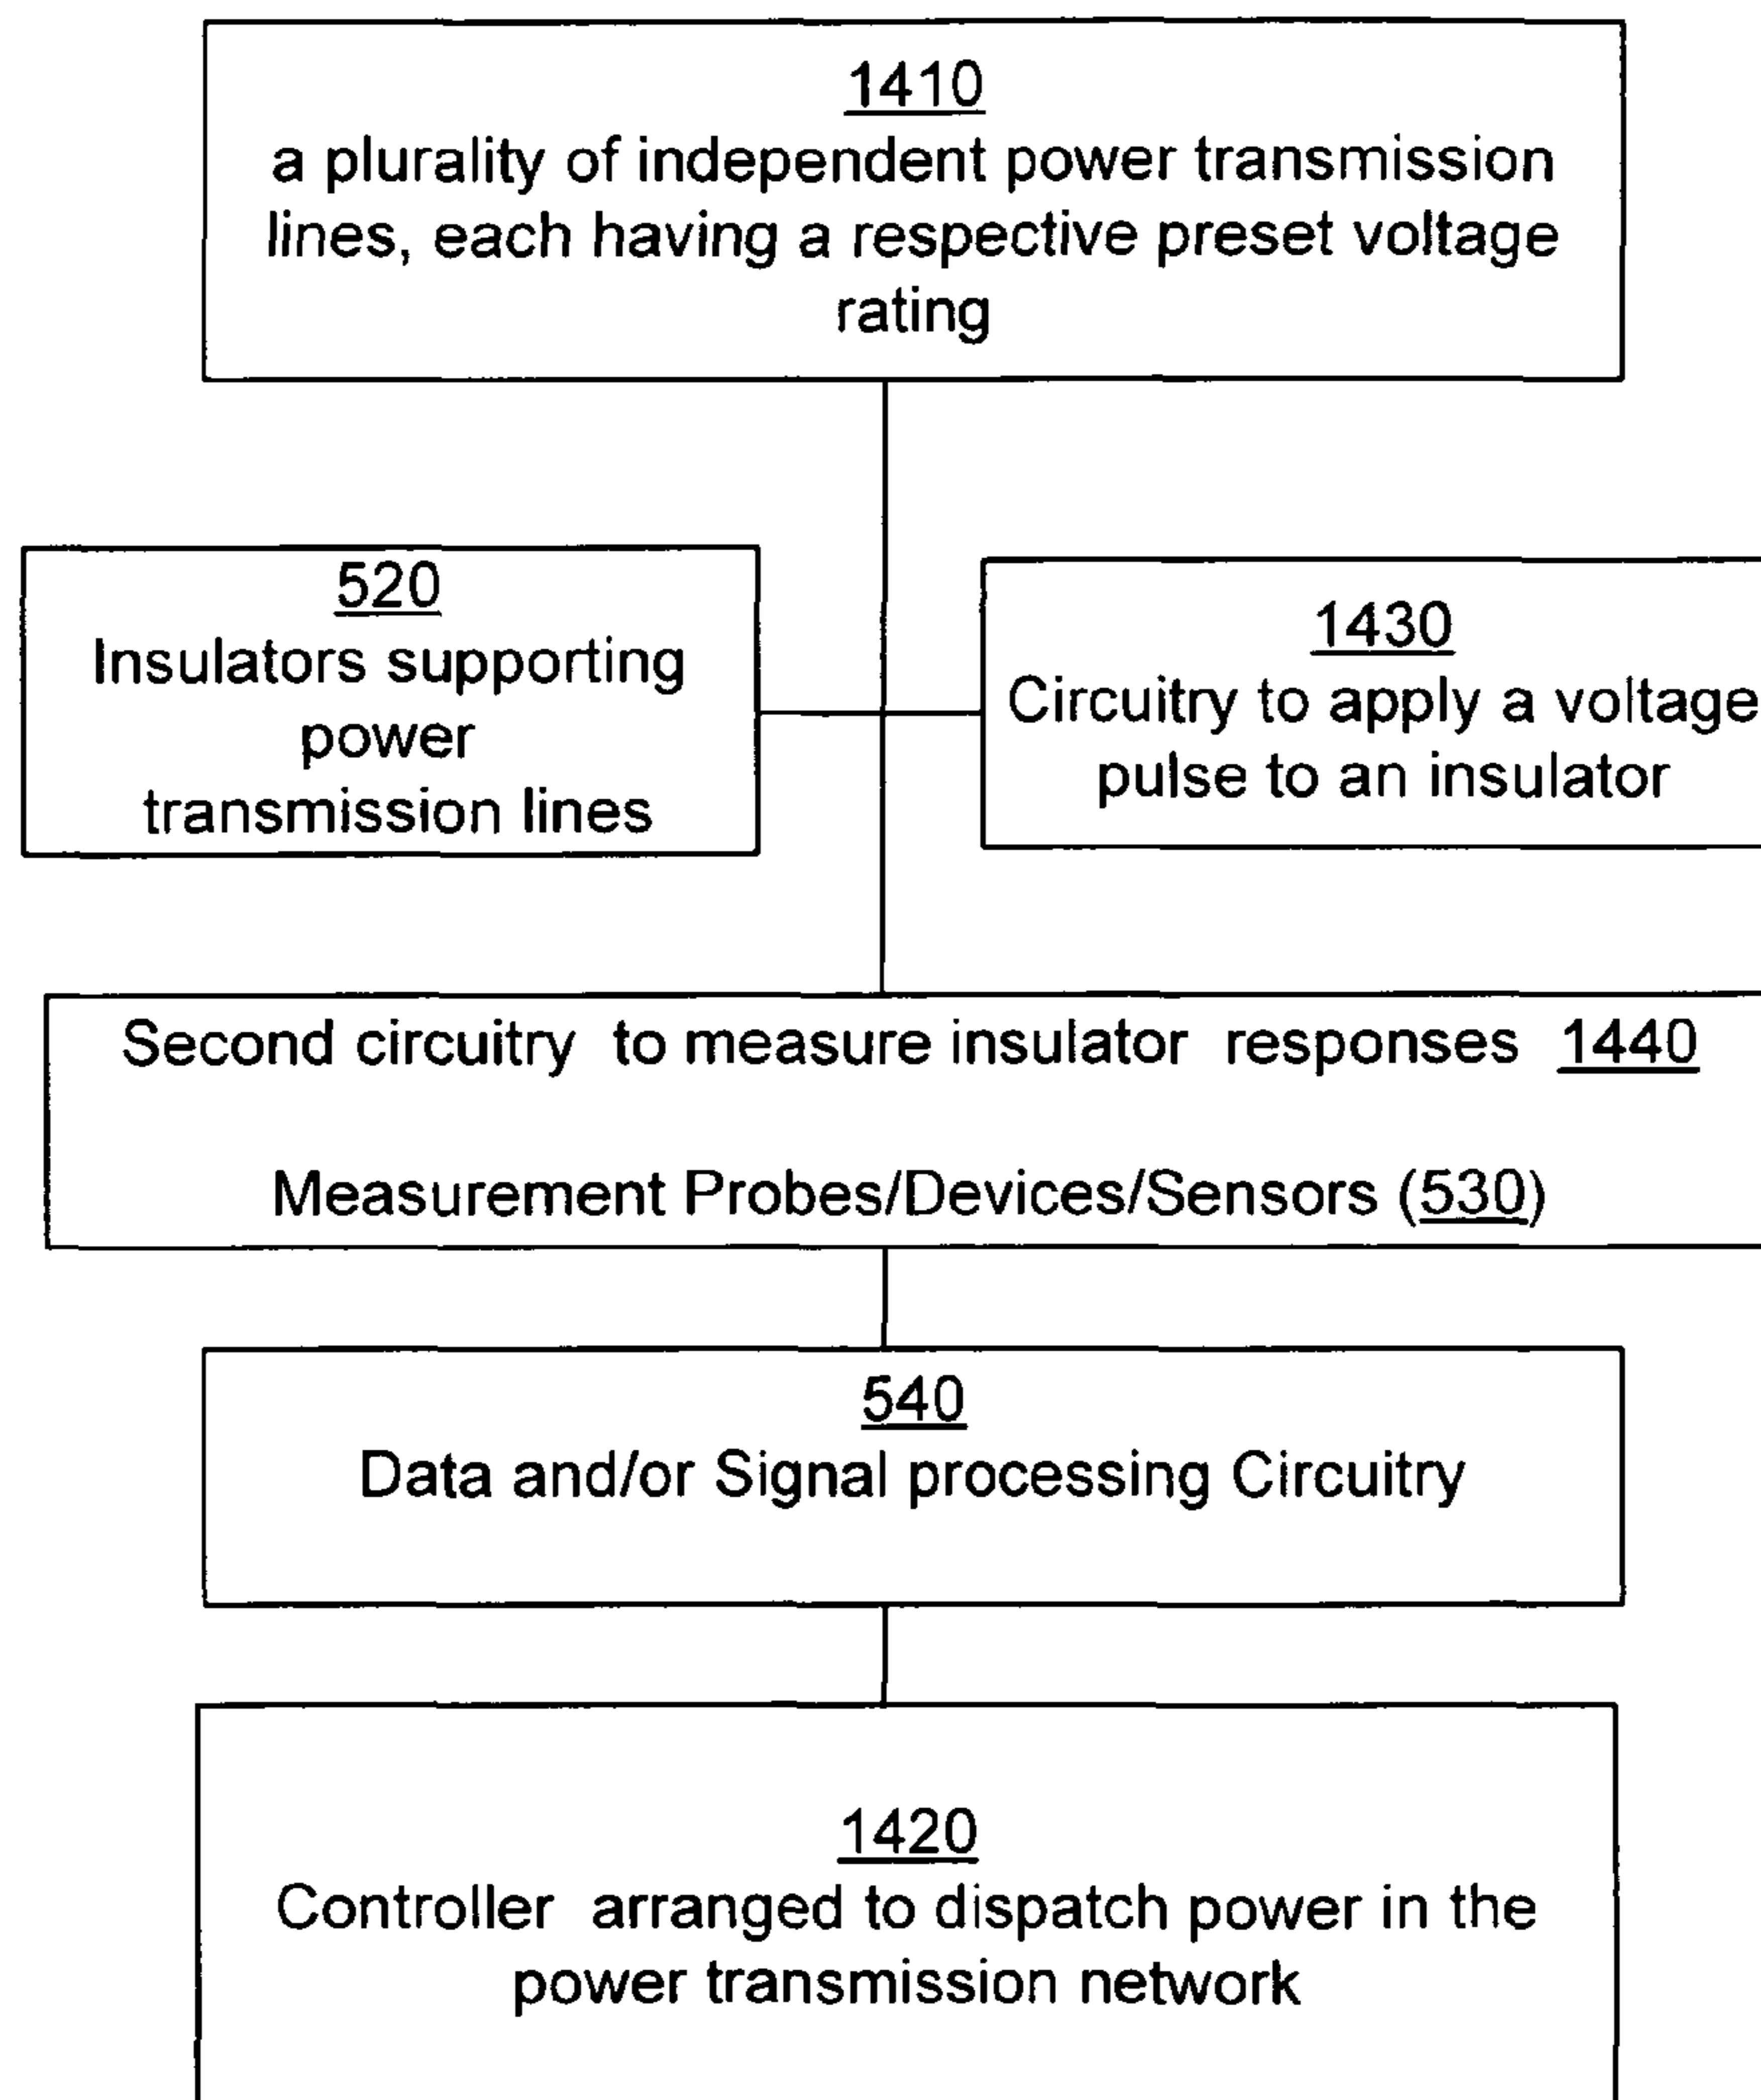 1410
a plurality of independent power transmission
lines, each having a respective preset voltage
rating
520
Insulators supporting
power
transmission lines
1430
Circuitry to apply a voltage
pulse to an insulator
Second circuitry to measure insulator responses 1440
Measurement Probes/Devices/Sensors (530)
540
Data and/or Signal processing Circuitry
1420
Controller arranged to dispatch power in the
power transmission network